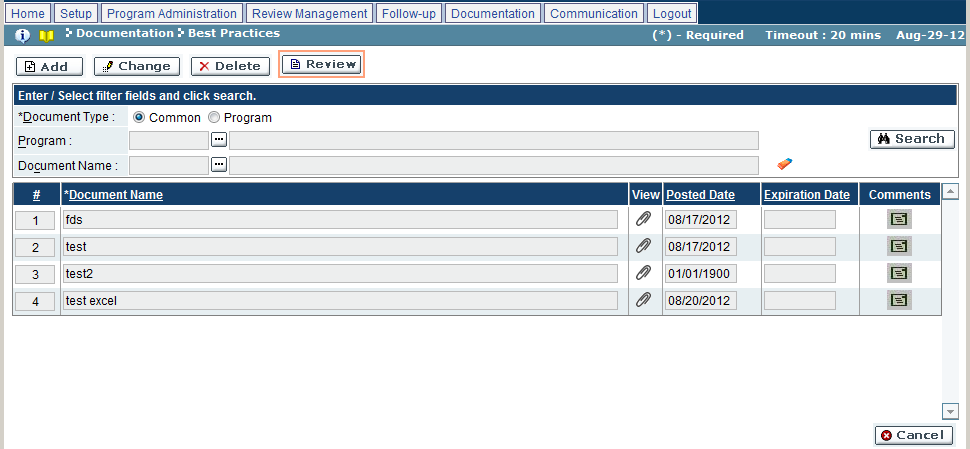 Home Setup Program Administration Review Management Follow-up Documentation Communication Logout
Documentation Best Practices (*) - Required Timeout : 20 mins Aug-29-12
Add Change Delete Review
Enter / Select filter fields and click search.
*Document Type : Common Program
Program : ... Search
Document Name : ...
# *Document Name View Posted Date Expiration Date Comments
1 fds 08/17/2012
2 test 08/17/2012
3 test2 01/01/1900
4 test excel 08/20/2012
Cancel